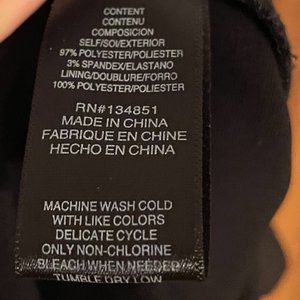 CONTENT
CONTENU
COMPOSICION
SELF/SOI/EXTERIOR
97% POLYESTER/POLIESTER
3% SPANDEX/ELASTANO
LINING/DOUBLURE/FORRO
100% POLYESTER/POLIESTER
RN#134851
MADE IN CHINA
FABRIQUE EN CHINE
HECHO EN CHINA
MACHINE WASH COLD
WITH LIKE COLORS
DELICATE CYCLE
ONLY NON-CHLORINE
BLEACH WHEN NEEDED
TUMBLE DRY LOW